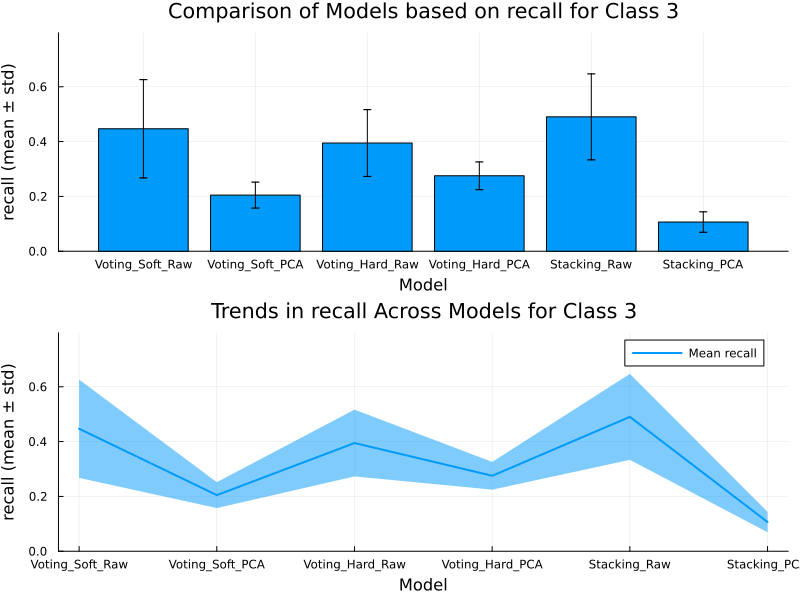 Comparison of Models based on recall for Class 3
recall (mean ± std)
0.6
0.4
0.2
0.0
Voting_Soft_Raw Voting_Soft_PCA Voting_Hard_Raw Voting_Hard_PCA Stacking_Raw Stacking_PCA
Model
Trends in recall Across Models for Class 3
recall (mean ± std)
Mean recall
0.6
0.4
0.2
0.0
Voting_Soft_Raw Voting_Soft_PCA Voting_Hard_Raw Voting_Hard_PCA Stacking_Raw Stacking_PC
Model